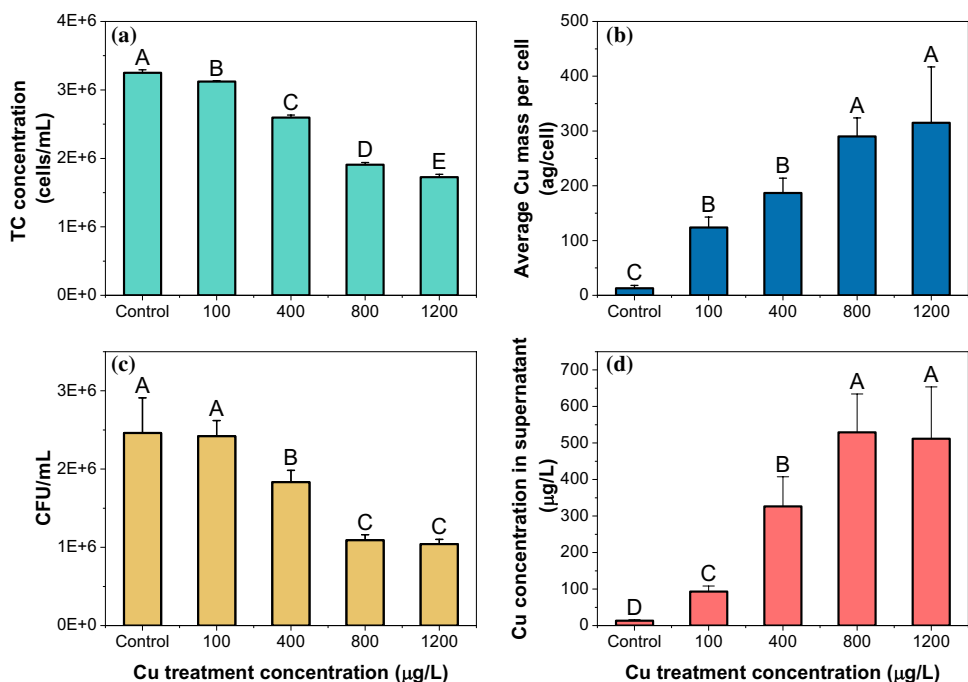 (a)
TC concentration
(cells/mL)
4E+6
3E+6
2E+6
1E+6
0E+0
A
B
C
D
E
Control 100 400 800 1200
(b)
Average Cu mass per cell
(ag/cell)
500
400
300
200
100
0
C
B
B
A
A
Control 100 400 800 1200
(c)
CFU/mL
3E+6
2E+6
1E+6
0E+0
A
A
B
C
C
Control 100 400 800 1200
Cu treatment concentration (μg/L)
(d)
Cu concentration in supernatant
(μg/L)
700
600
500
400
300
200
100
0
D
C
B
A
A
Control 100 400 800 1200
Cu treatment concentration (μg/L)